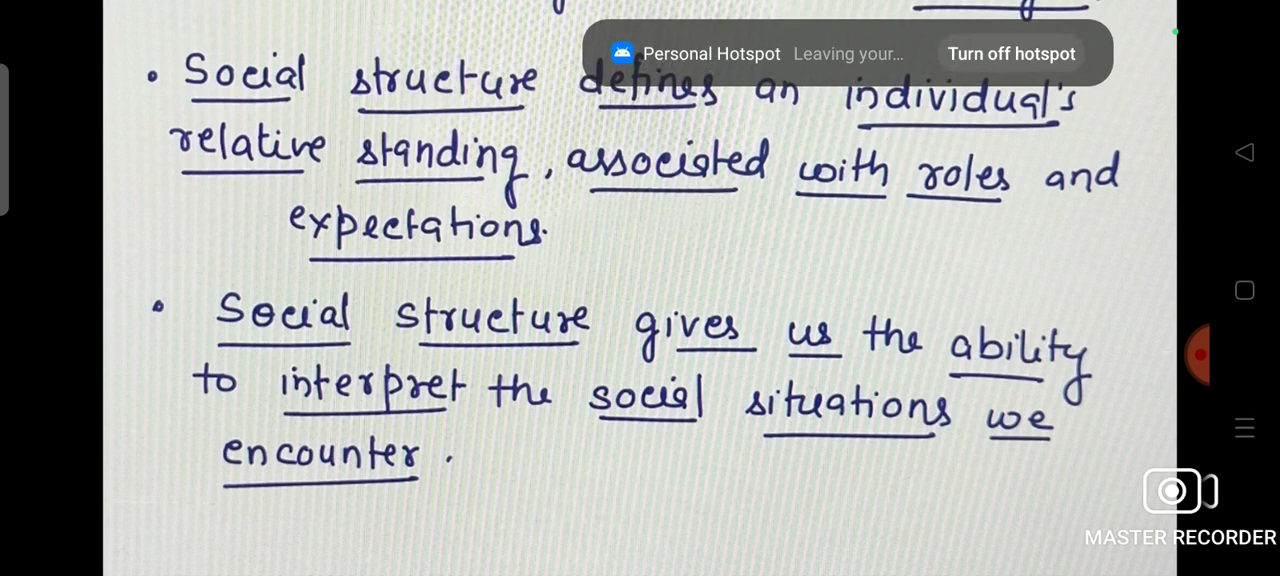 Personal Hotspot Leaving your... Turn off hotspot
• Social structure defines an individual's
relative standing, associated with roles and
expectations.
• Social structure gives us the ability
to interpret the social situations we
encounter.
MASTER RECORDER